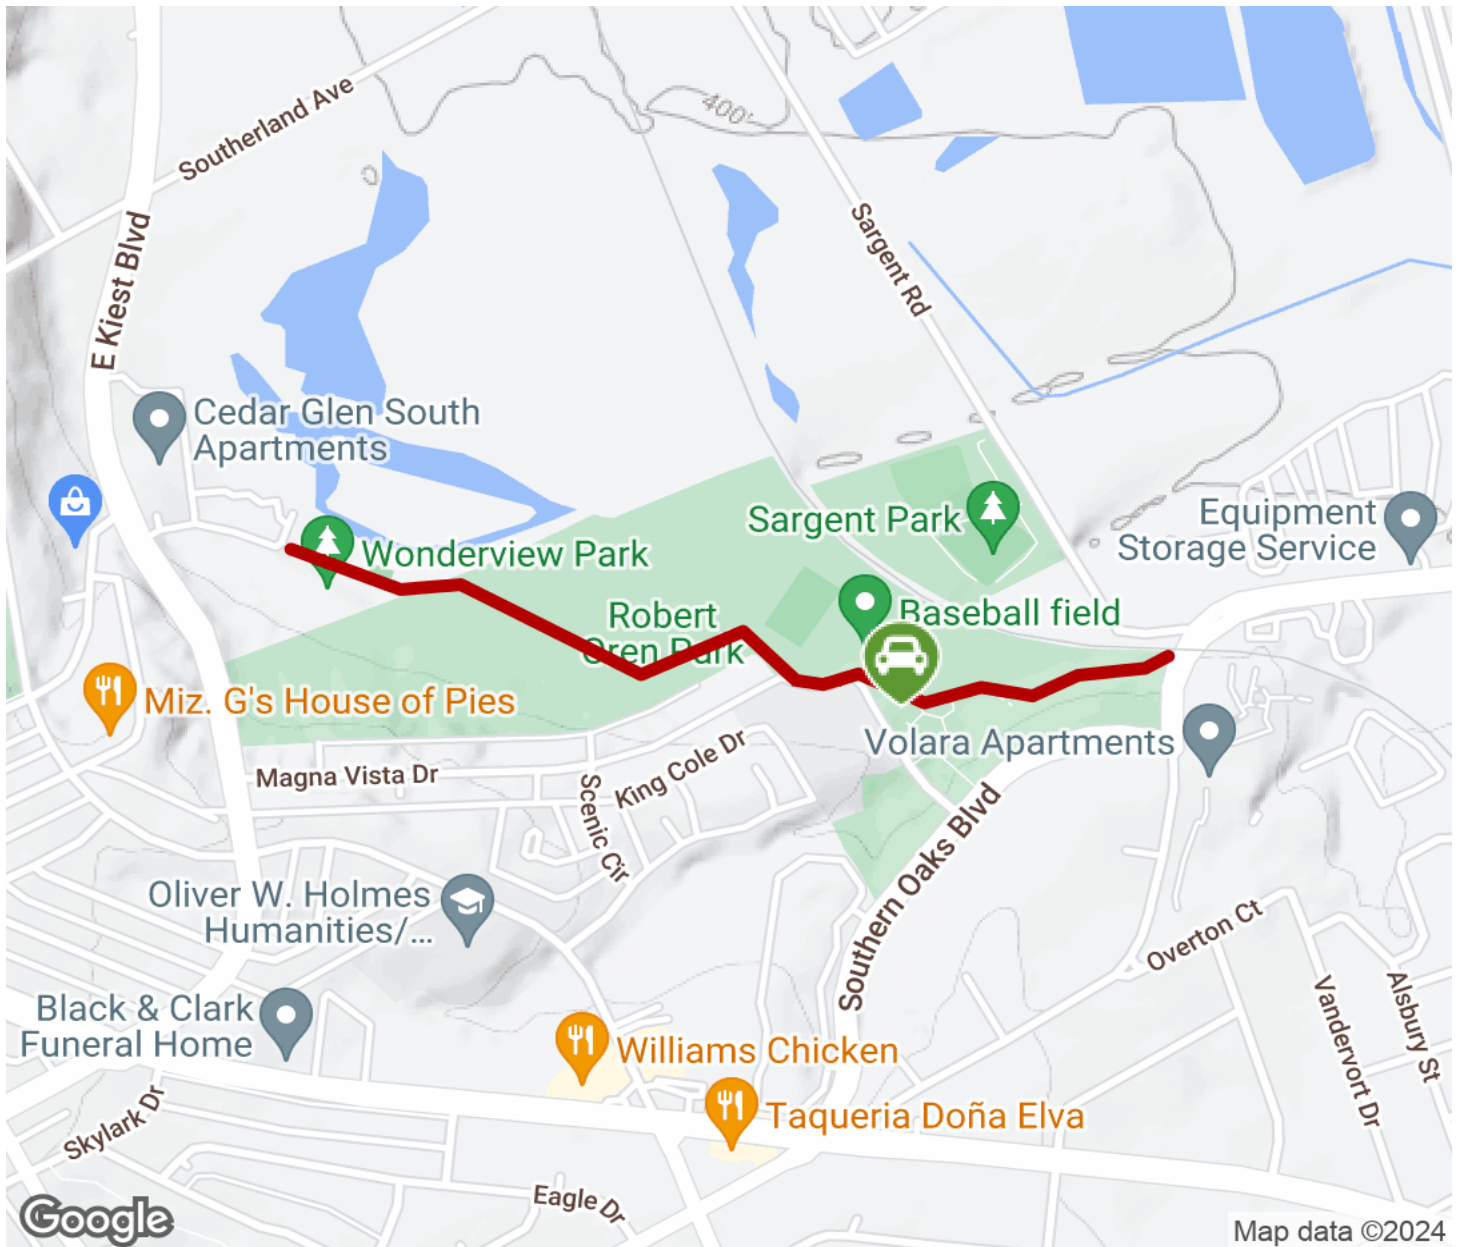 Southerland Ave
400'
E Kiest Blvd
Sargent Rd
Cedar Glen South
Apartments
Sargent Park
Equipment
Storage Service
Wonderview Park
Robert
Oren Park
Baseball field
Miz. G's House of Pies
Volara Apartments
Magna Vista Dr
King Cole Dr
Scenic Cir
Southern Oaks Blvd
Oliver W. Holmes
Humanities/...
Overton Ct
Black & Clark
Funeral Home
Vandervort Dr
Alsbury St
Williams Chicken
Taqueria Doña Elva
Skylark Dr
Eagle Dr
Google
Map data ©2024